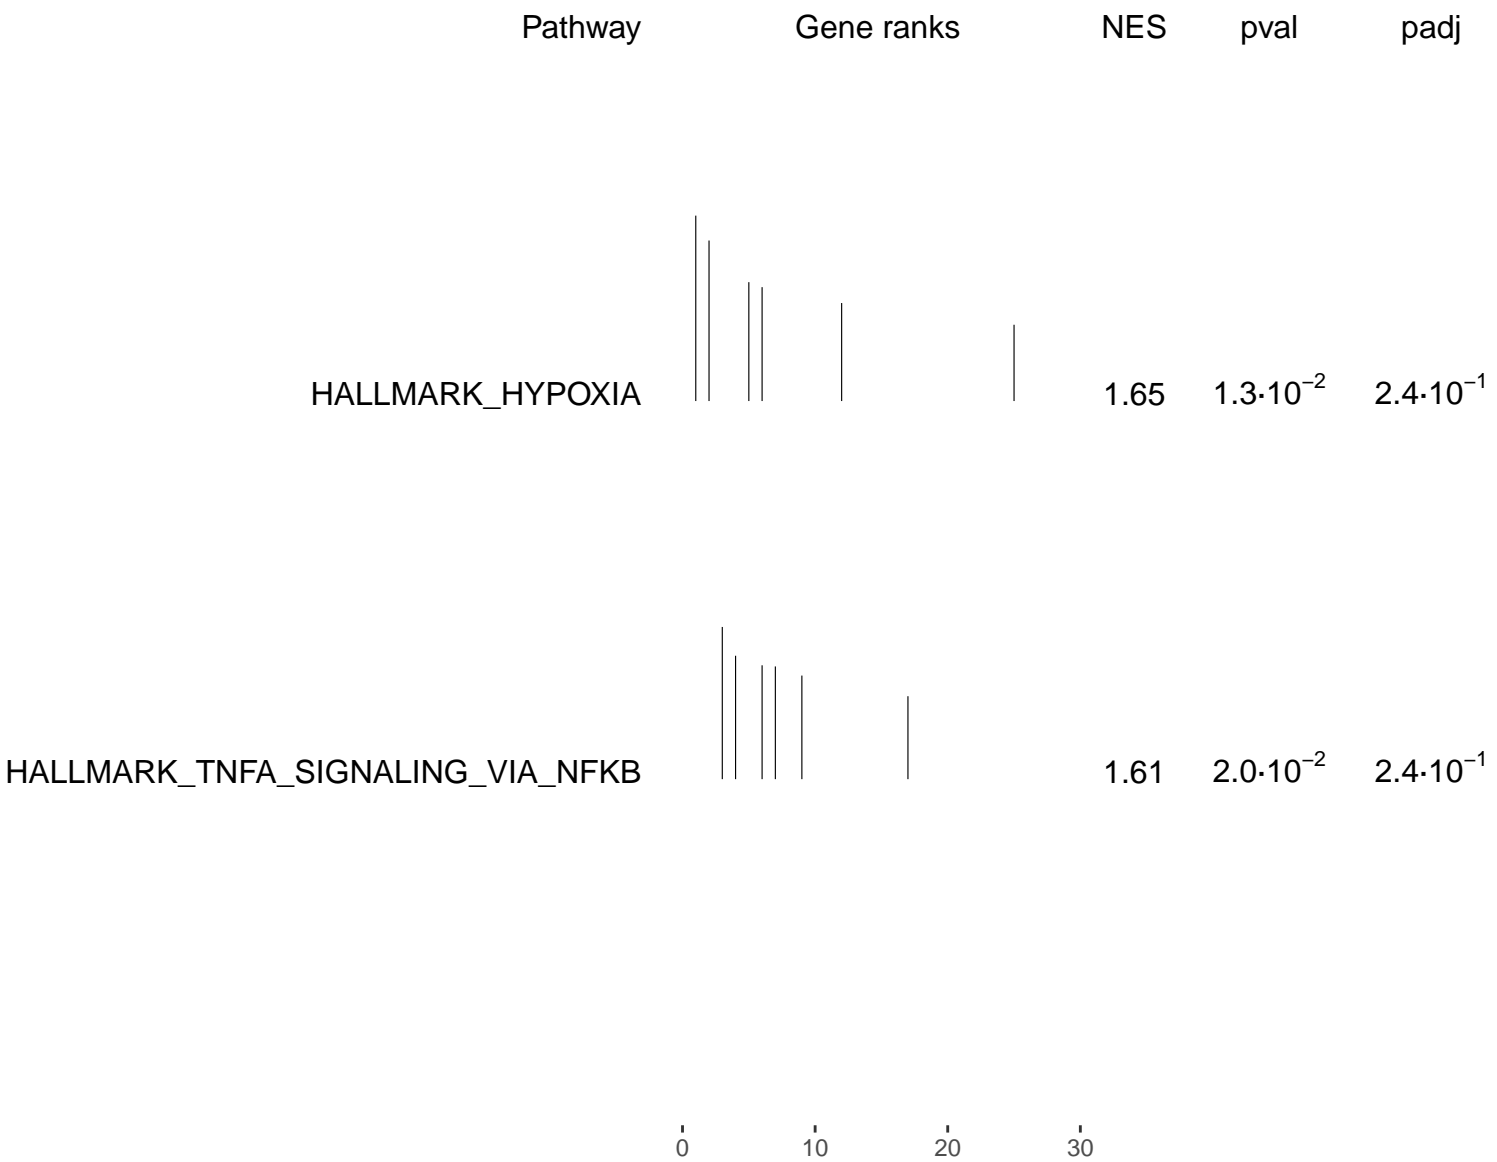 Pathway Gene ranks NES pval padj
HALLMARK_HYPOXIA 1.65 1.3·10⁻² 2.4·10⁻¹
HALLMARK_TNFA_SIGNALING_VIA_NFKB 1.61 2.0·10⁻² 2.4·10⁻¹
0 10 20 30